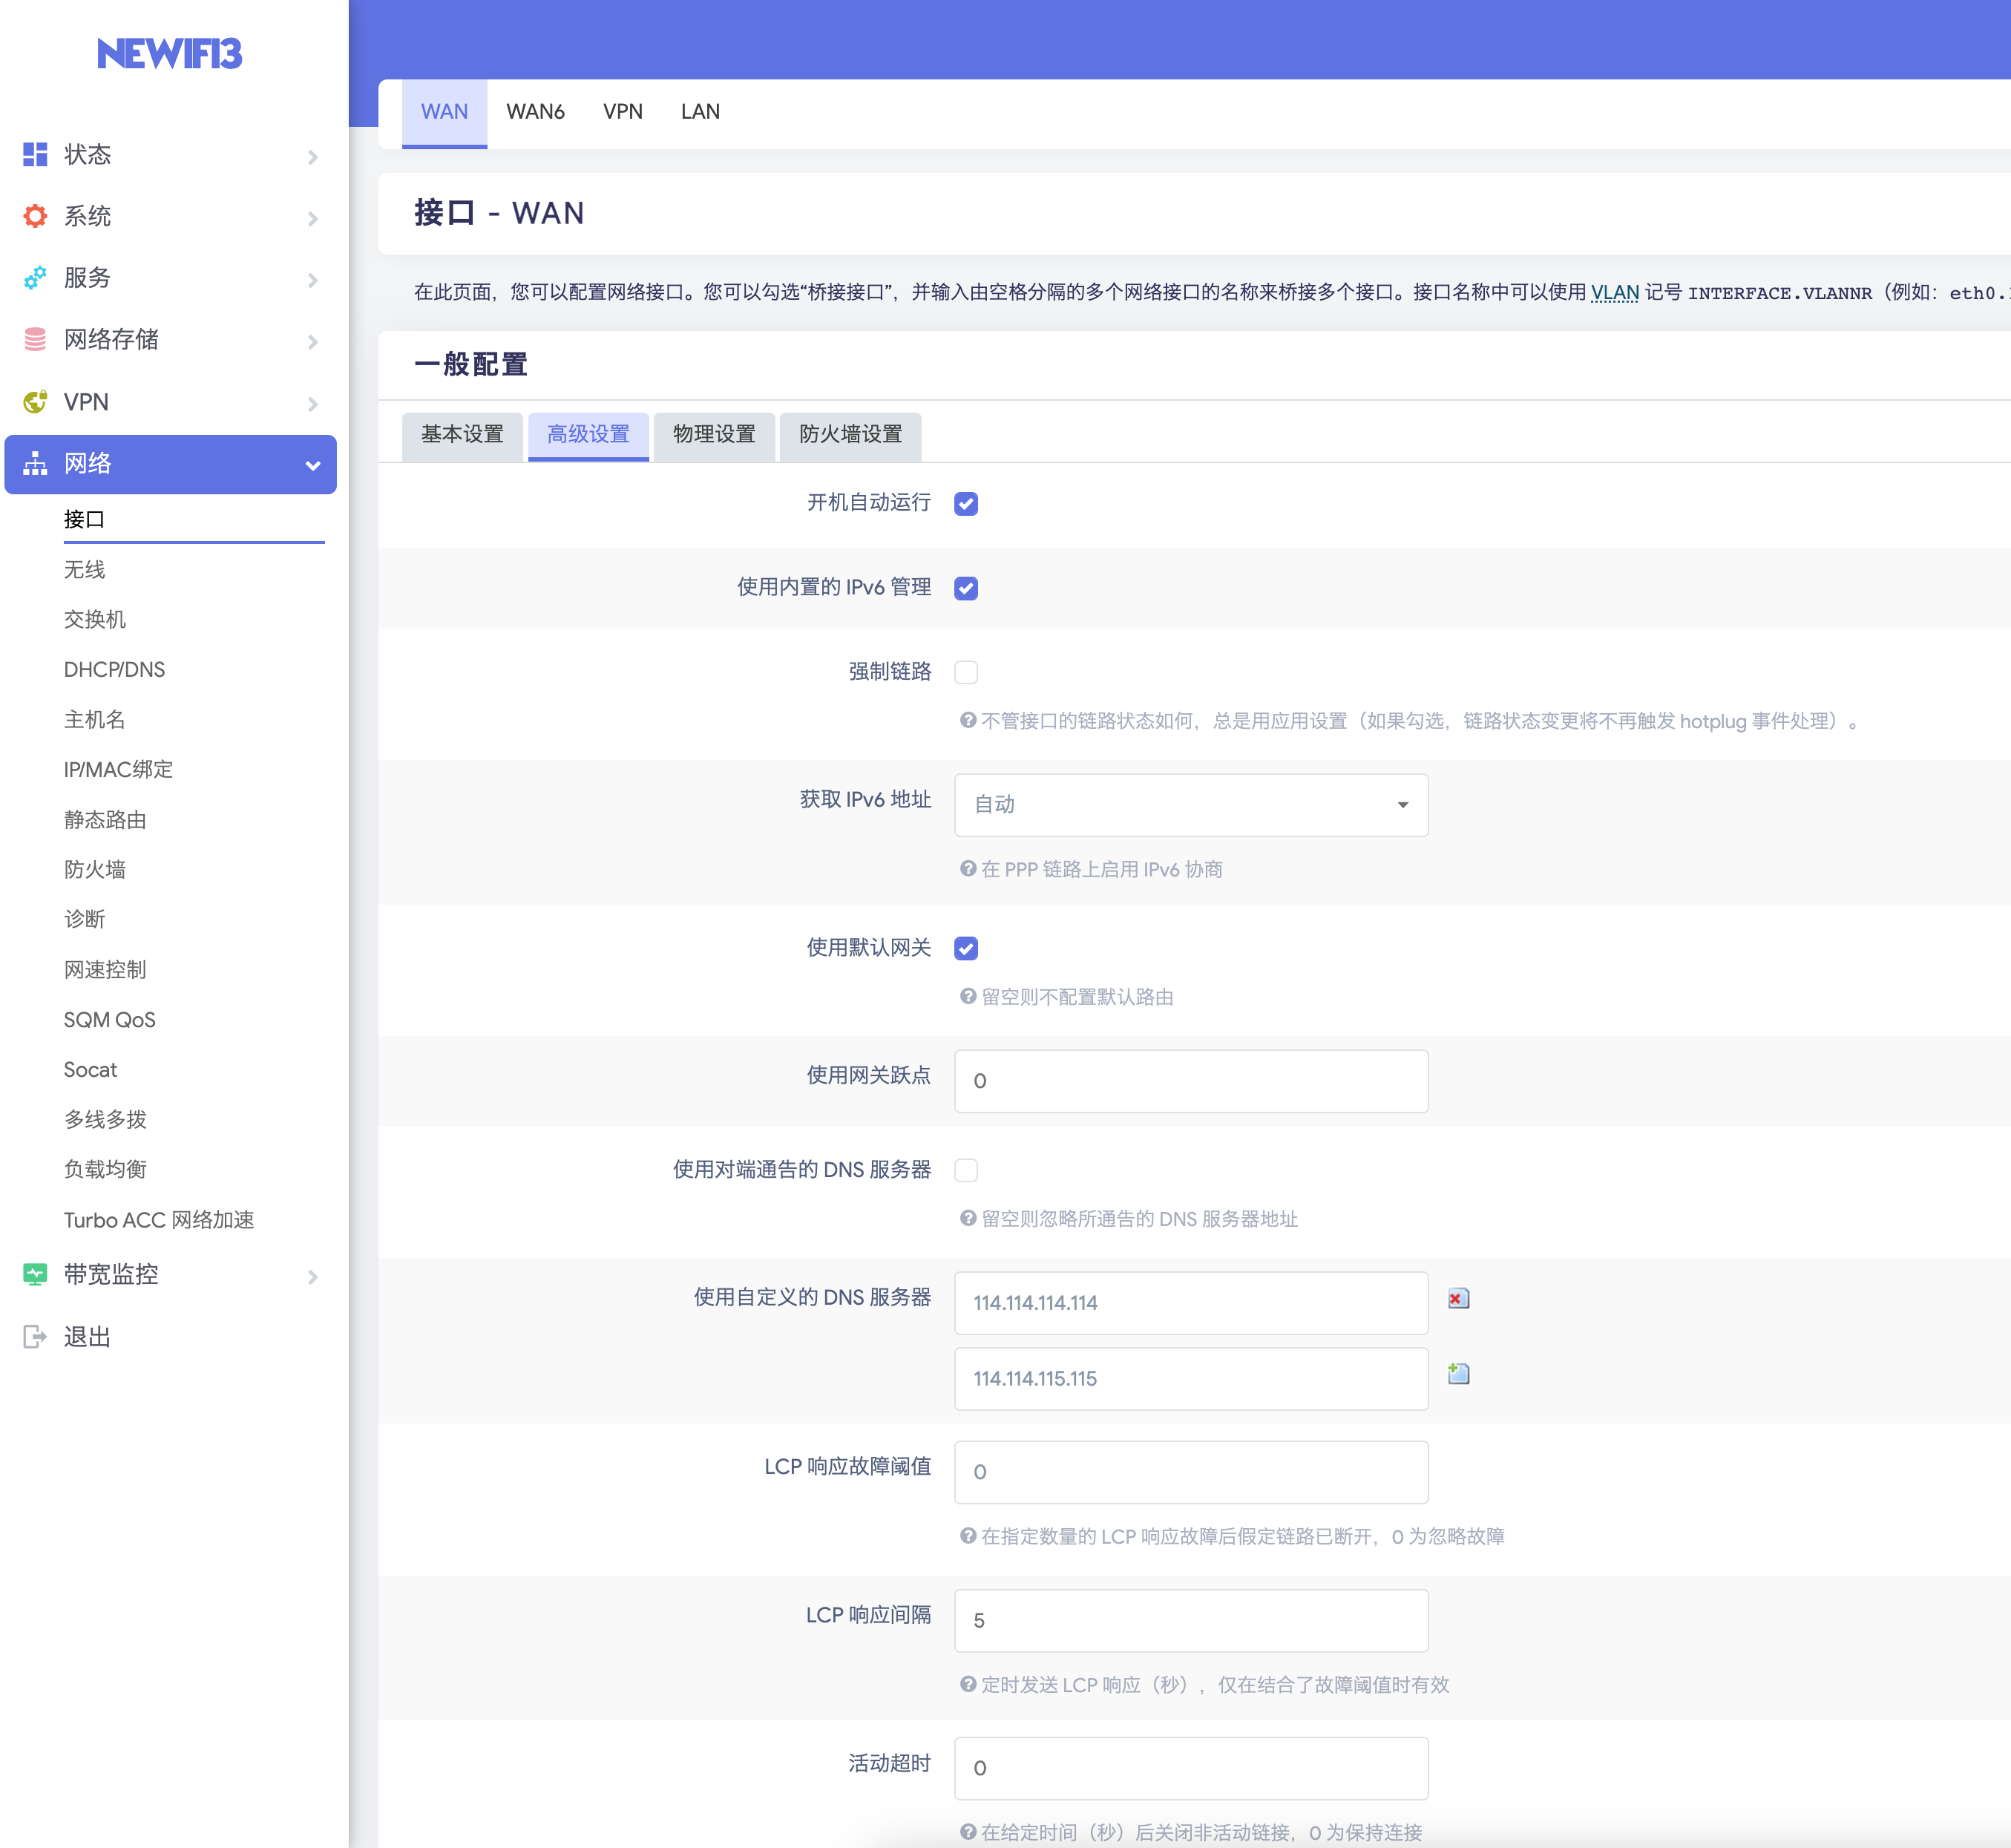 NEWIFI3
状态
系统
服务
网络存储
VPN
网络
接口
无线
交换机
DHCP/DNS
主机名
IP/MAC绑定
静态路由
防火墙
诊断
网速控制
SQM QoS
Socat
多线多拨
负载均衡
Turbo ACC 网络加速
带宽监控
退出
WAN WAN6 VPN LAN
接口 - WAN
在此页面，您可以配置网络接口。您可以勾选“桥接接口”，并输入由空格分隔的多个网络接口的名称来桥接多个接口。接口名称中可以使用 VLAN 记号 INTERFACE.VLANNR（例如：eth0.
一般配置
基本设置 高级设置 物理设置 防火墙设置
开机自动运行
使用内置的 IPv6 管理
强制链路
不管接口的链路状态如何，总是用应用设置（如果勾选，链路状态变更将不再触发 hotplug 事件处理）。
获取 IPv6 地址 自动
在 PPP 链路上启用 IPv6 协商
使用默认网关
留空则不配置默认路由
使用网关跃点 0
使用对端通告的 DNS 服务器
留空则忽略所通告的 DNS 服务器地址
使用自定义的 DNS 服务器 114.114.114.114
114.114.115.115
LCP 响应故障阈值 0
在指定数量的 LCP 响应故障后假定链路已断开，0 为忽略故障
LCP 响应间隔 5
定时发送 LCP 响应（秒），仅在结合了故障阈值时有效
活动超时 0
在给定时间（秒）后关闭非活动链接，0 为保持连接